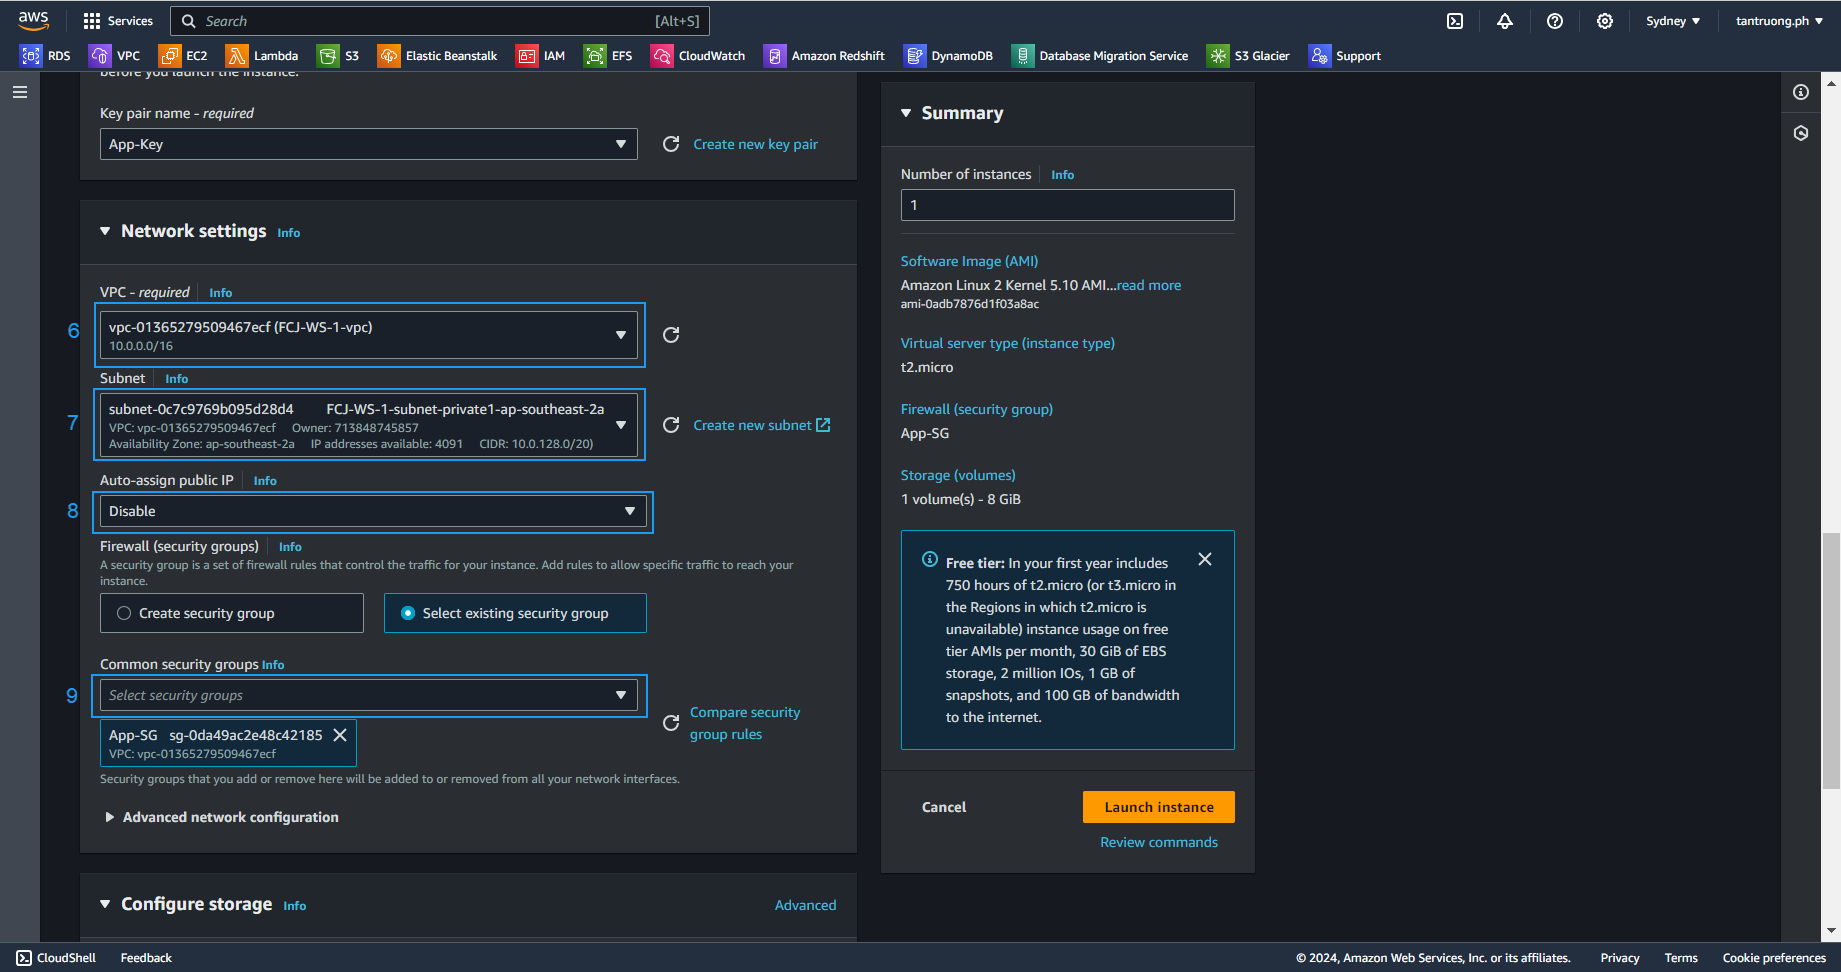 aws
Services
Search [Alt+S]
Sydney ▼
tantruong.ph ▼
RDS VPC EC2 Lambda S3 Elastic Beanstalk IAM EFS CloudWatch Amazon Redshift DynamoDB Database Migration Service S3 Glacier Support
before you launch the instance.
Key pair name - required
App-Key
Create new key pair
Network settings Info
VPC - required Info
6
vpc-01365279509467ecf (FCJ-WS-1-vpc)
10.0.0.0/16
Subnet Info
7
subnet-0c7c9769b095d28d4 FCJ-WS-1-subnet-private1-ap-southeast-2a
VPC: vpc-01365279509467ecf Owner: 713848745857
Availability Zone: ap-southeast-2a IP addresses available: 4091 CIDR: 10.0.128.0/20)
Create new subnet
Auto-assign public IP Info
8
Disable
Firewall (security groups) Info
A security group is a set of firewall rules that control the traffic for your instance. Add rules to allow specific traffic to reach your
instance.
Create security group
Select existing security group
Common security groups Info
9
Select security groups
App-SG sg-0da49ac2e48c42185
VPC: vpc-01365279509467ecf
Compare security
group rules
Security groups that you add or remove here will be added to or removed from all your network interfaces.
Advanced network configuration
Configure storage Info
Advanced
Summary
Number of instances Info
1
Software Image (AMI)
Amazon Linux 2 Kernel 5.10 AMI...read more
ami-0adb7876d1f03a8ac
Virtual server type (instance type)
t2.micro
Firewall (security group)
App-SG
Storage (volumes)
1 volume(s) - 8 GiB
Free tier: In your first year includes
750 hours of t2.micro (or t3.micro in
the Regions in which t2.micro is
unavailable) instance usage on free
tier AMIs per month, 30 GiB of EBS
storage, 2 million IOs, 1 GB of
snapshots, and 100 GB of bandwidth
to the internet.
Cancel
Launch instance
Review commands
CloudShell
Feedback
© 2024, Amazon Web Services, Inc. or its affiliates.
Privacy
Terms
Cookie preferences